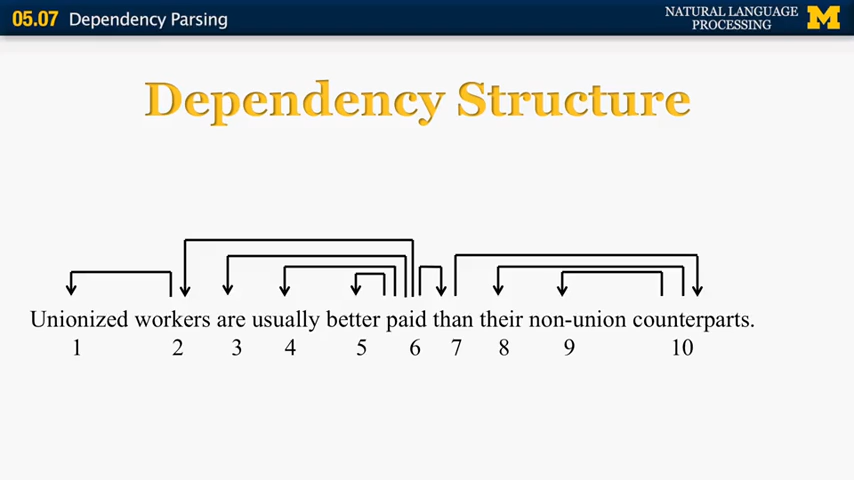 05.07 Dependency Parsing
NATURAL LANGUAGE
PROCESSING
M
Dependency Structure
Unionized workers are usually better paid than their non-union counterparts.
1 2 3 4 5 6 7 8 9 10